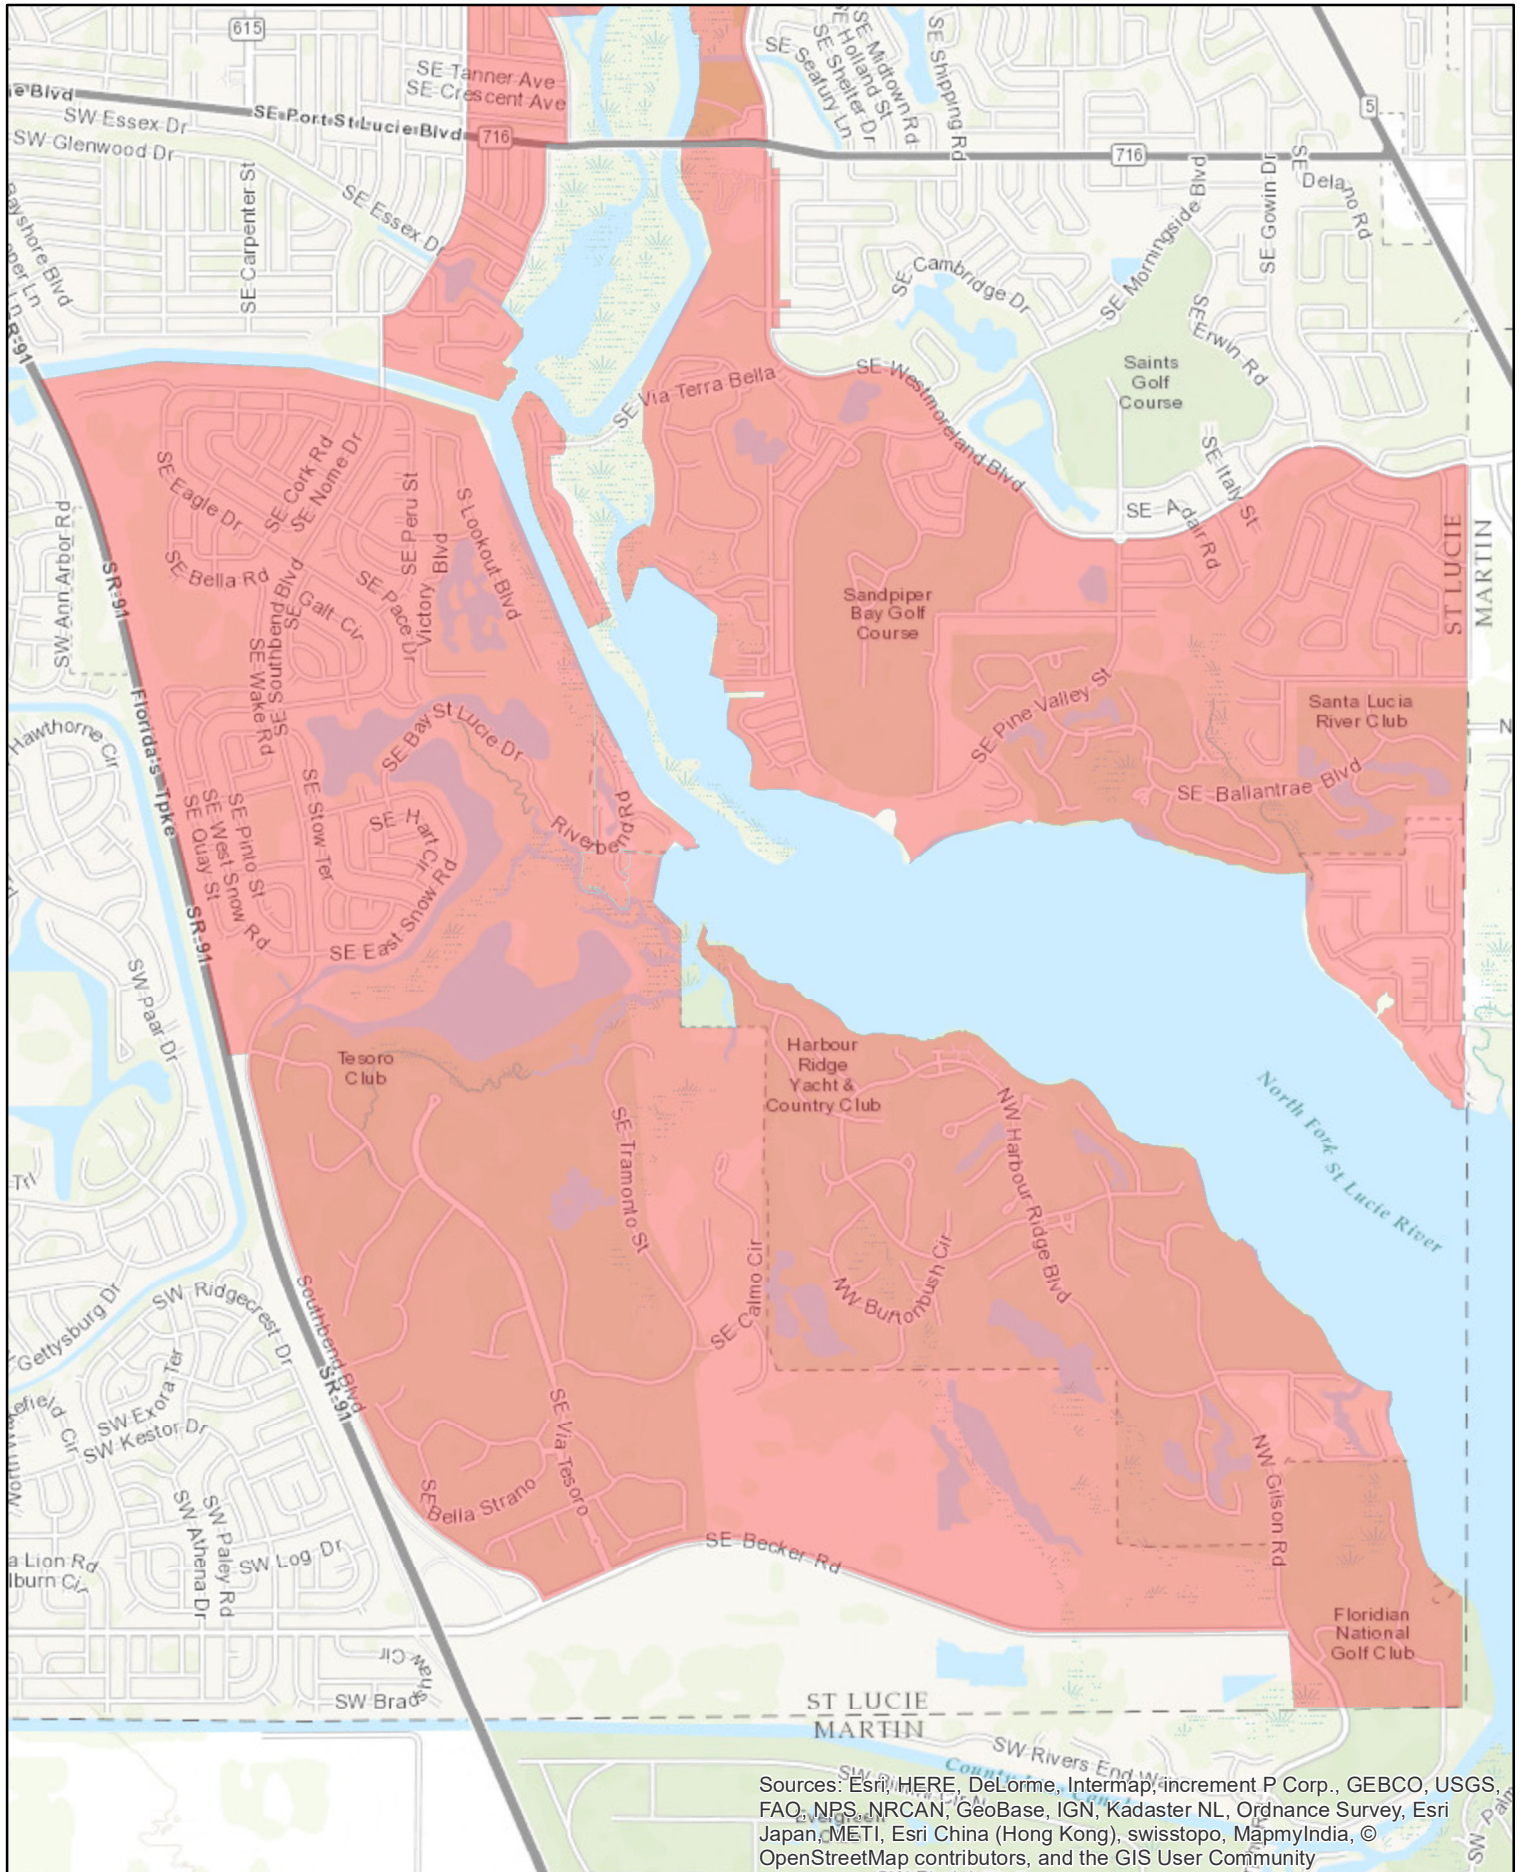 615
SE Tanner Ave
SE Crescent Ave
SE Port St Lucie Blvd
716
SW Essex Dr
SW Glenwood Dr
SE Essex Dr
SE Carpenter St
SE Seafury Ln
SE Shelter Dr
SE Holland St
SE Midtown Rd
SE Shipping Rd
5
716
SE Morningside Blvd
SE Gowin Dr
SE Delano Rd
SE Cambridge Dr
SE Erwin Rd
Saints
Golf
Course
SE Via Terra Bella
SE Westmoreland Blvd
SE Italy St
SE Adair Rd
ST LUCIE
MARTIN
SE Cork Rd
SE Nome Dr
SE Eagle Dr
SE Peru St
S Lookout Blvd
SE Bella Rd
SE Southbend Blvd
SE Galt Cir
SE Pace Dr
SE Victory Blvd
SW Ann Arbor Rd
SR-91
Sandpiper
Bay Golf
Course
Santa Lucia
River Club
SE Pine Valley St
SE Ballantrae Blvd
SE Wake Rd
SE Bay St Lucie Dr
Hawthorne Cir
Florida's Tpke
SE Quay St
SE West Snow Rd
SE Pinto St
SE Stow Ter
SE Hart Cir
SE East Snow Rd
Riverbend Rd
SR-91
SW Paar Dr
Tesoro
Club
Harbour
Ridge
Yacht &
Country Club
North Fork St Lucie River
SE Tramonto St
NW Harbour Ridge Blvd
SE Calmo Cir
NW Buttonbush Cir
Trl
Gettysburg Dr
SW Ridgecrest Dr
Southbend Blvd
SR-91
SW Exora Ter
SW Kestor Dr
SW Athena Dr
SW Paley Rd
SW Log Dr
SE Bella Strano
SE Via Tesoro
SE Becker Rd
NW Gilson Rd
Floridian
National
Golf Club
SW Bradshaw Cir
ST LUCIE
MARTIN
SW Rivers End Way
Sources: Esri, HERE, DeLorme, Intermap, increment P Corp., GEBCO, USGS,
FAO, NPS, NRCAN, GeoBase, IGN, Kadaster NL, Ordnance Survey, Esri
Japan, METI, Esri China (Hong Kong), swisstopo, MapmyIndia, ©
OpenStreetMap contributors, and the GIS User Community